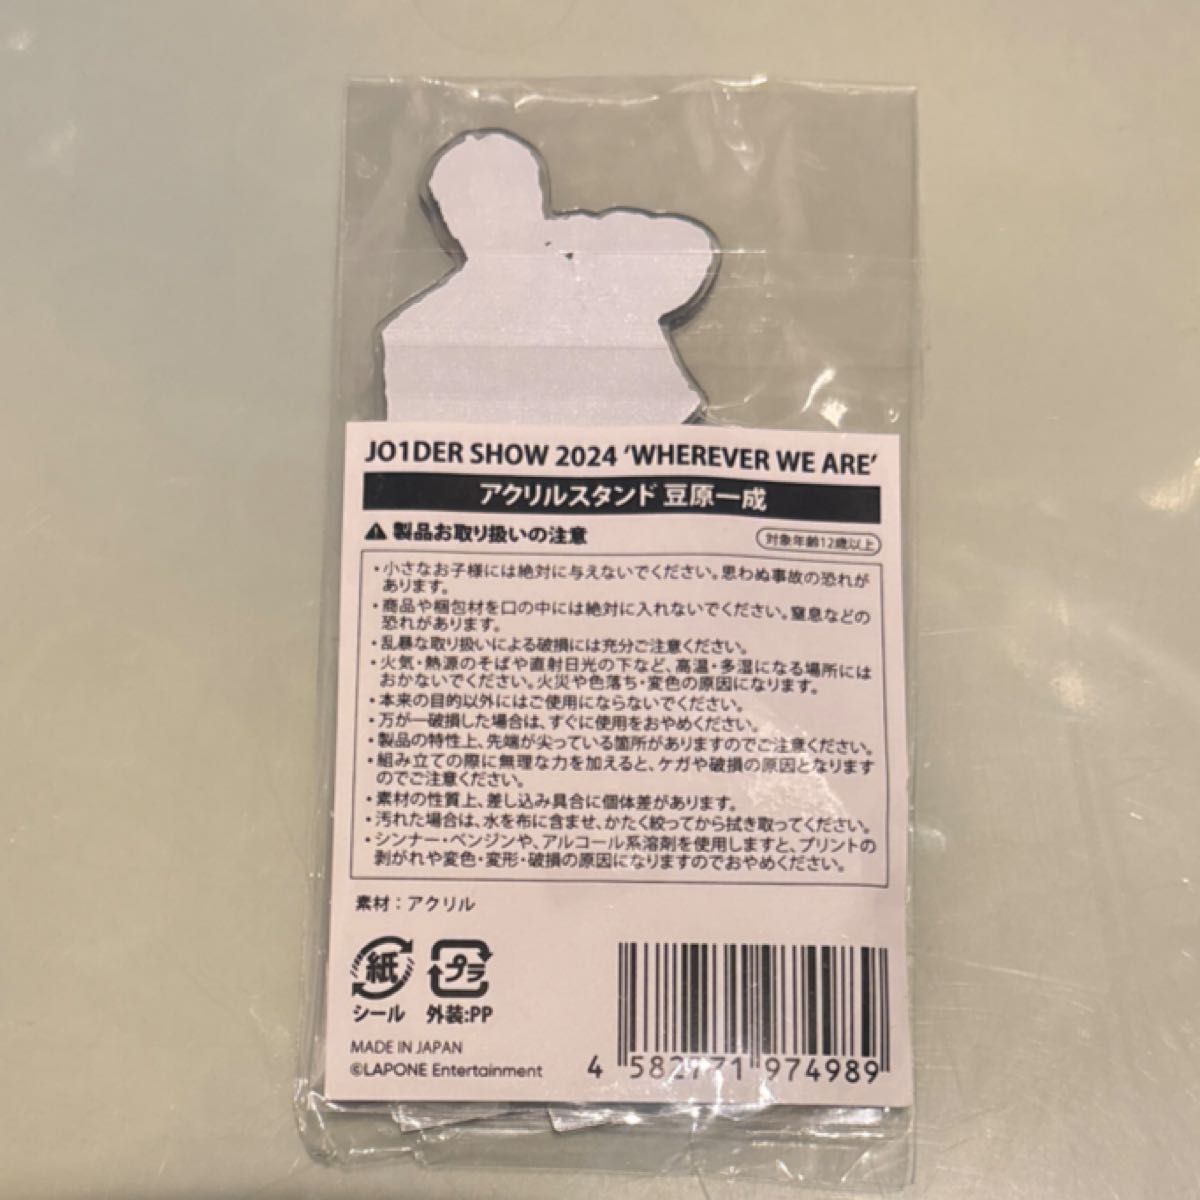 JO1DER SHOW 2024 ‘WHEREVER WE ARE’
アクリルスタンド 豆原一成
⚠ 製品お取り扱いの注意
対象年齢12歳以上
・小さなお子様には絶対に与えないでください。思わぬ事故の恐れが
あります。
・商品や梱包材を口の中には絶対に入れないでください。窒息などの
恐れがあります。
・乱暴な取り扱いによる破損には充分ご注意ください。
・火気・熱源のそばや直射日光の下など、高温・多湿になる場所には
おかないでください。火災や色落ち・変色の原因になります。
・本来の目的以外にはご使用にならないでください。
・万が一破損した場合は、すぐに使用をおやめください。
・製品の特性上、先端が尖っている箇所がありますのでご注意ください。
・組み立ての際に無理な力を加えると、ケガや破損の原因となります
のでご注意ください。
・素材の性質上、差し込み具合に個体差があります。
・汚れた場合は、水を布に含ませ、かたく絞ってから拭き取ってください。
・シンナー・ベンジンや、アルコール系溶剤を使用しますと、プリントの
剥がれや変色・変形・破損の原因になりますのでおやめください。
素材：アクリル
紙 プラ
シール 外装:PP
MADE IN JAPAN
©LAPONE Entertainment
4 582771 974989